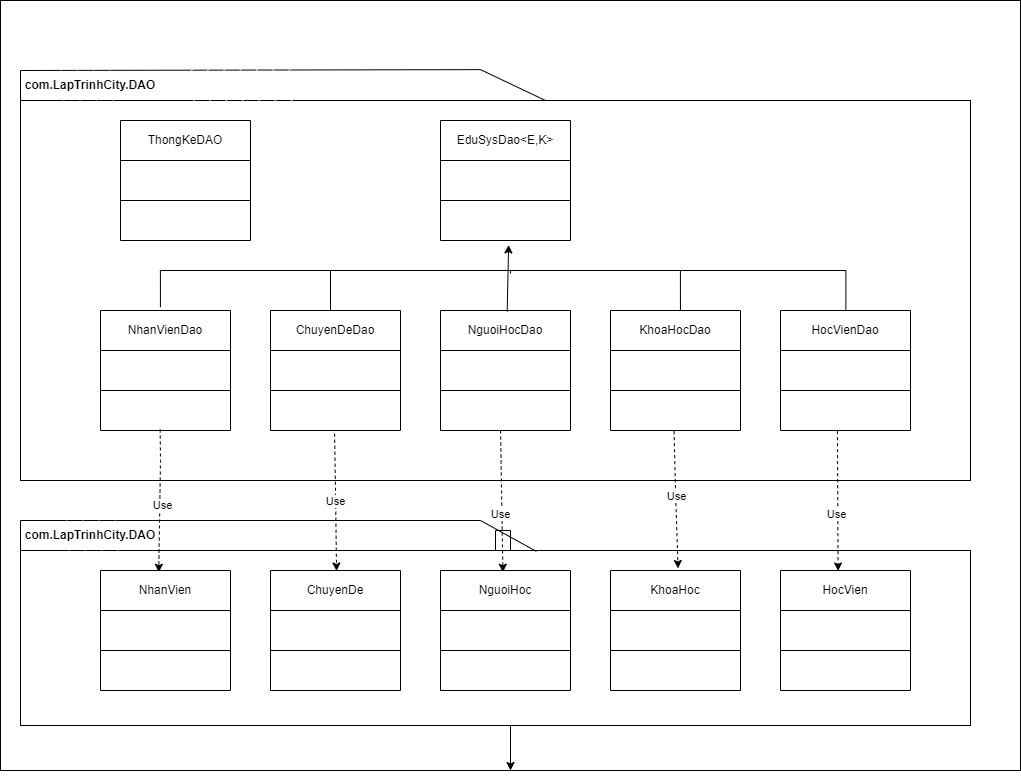 com.LapTrinhCity.DAO
ThongKeDAO
EduSysDao<E,K>
NhanVienDao
ChuyenDeDao
NguoiHocDao
KhoaHocDao
HocVienDao
Use
Use
Use
Use
Use
com.LapTrinhCity.DAO
NhanVien
ChuyenDe
NguoiHoc
KhoaHoc
HocVien